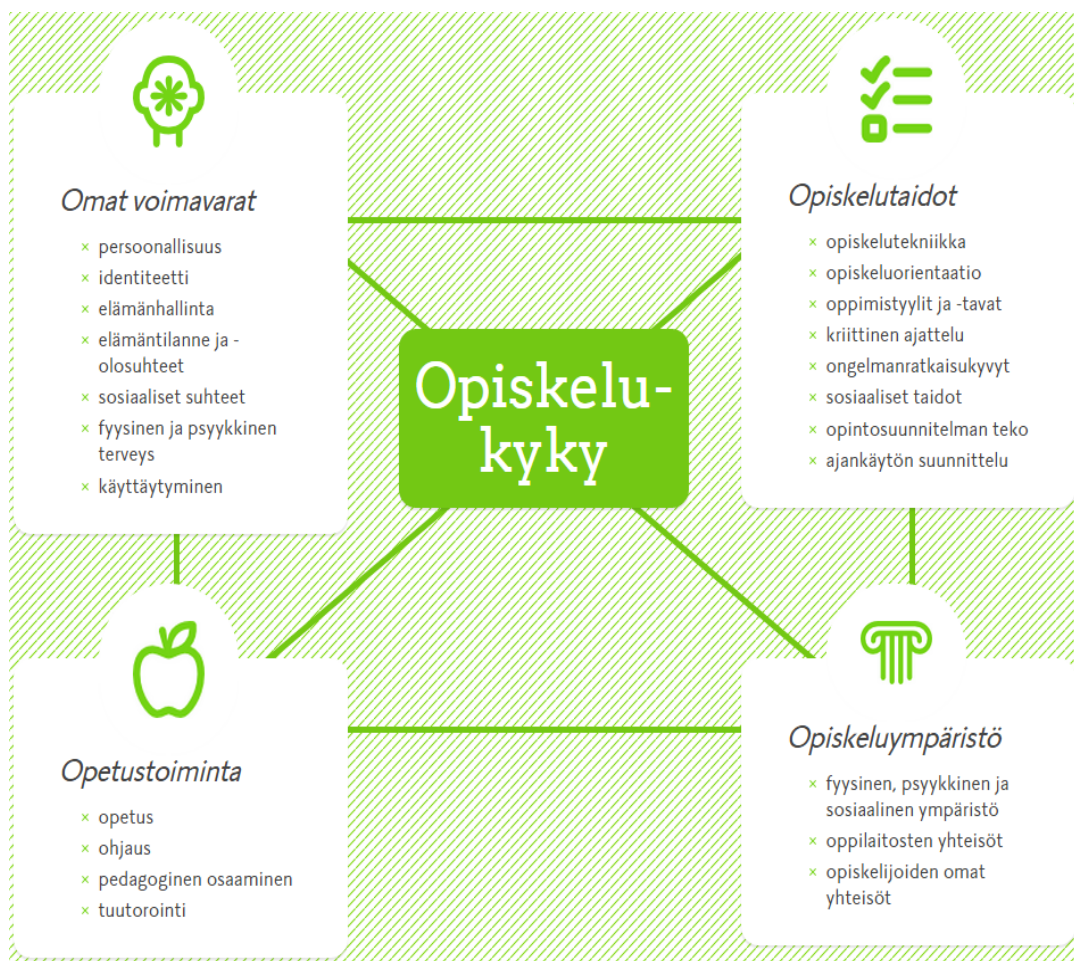 Omat voimavarat
× persoonallisuus
× identiteetti
× elämänhallinta
× elämäntilanne ja -
olosuhteet
× sosiaaliset suhteet
× fyysinen ja psyykkinen
terveys
× käyttäytyminen
Opiskelutaidot
× opiskelutekniikka
× opiskeluorientaatio
× oppimistyylit ja -tavat
× kriittinen ajattelu
× ongelmanratkaisukyvyt
× sosiaaliset taidot
× opintosuunnitelman teko
× ajankäytön suunnittelu
Opiskelu-
kyky
Opetustoiminta
× opetus
× ohjaus
× pedagoginen osaaminen
× tuutorointi
Opiskeluympäristö
× fyysinen, psyykkinen ja
sosiaalinen ympäristö
× oppilaitosten yhteisöt
× opiskelijoiden omat
yhteisöt